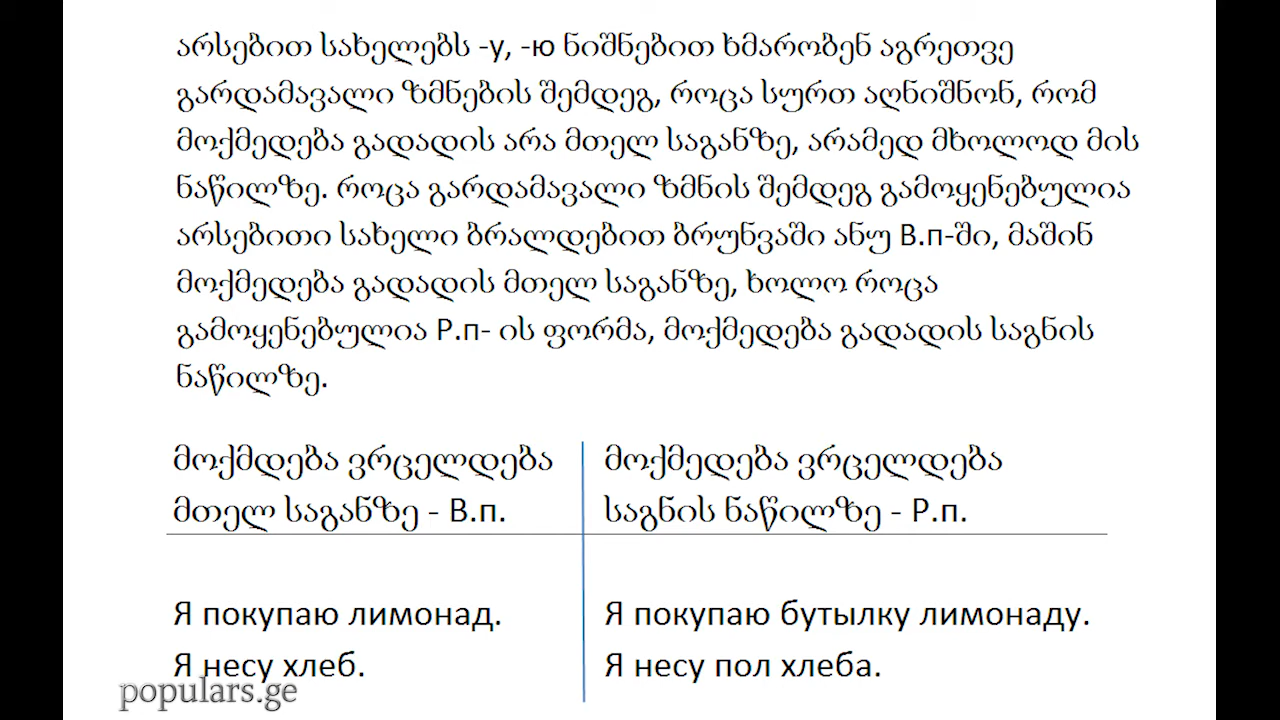 არსებით სახელებს -у, -ю ნიშნებით ხმარობენ აგრეთვე
გარდამავალი ზმნების შემდეგ, როცა სურთ აღნიშნონ, რომ
მოქმედება გადადის არა მთელ საგანზე, არამედ მხოლოდ მის
ნაწილზე. როცა გარდამავალი ზმნის შემდეგ გამოყენებულია
არსებითი სახელი ბრალდებით ბრუნვაში ანუ В.п-ში, მაშინ
მოქმედება გადადის მთელ საგანზე, ხოლო როცა
გამოყენებულია Р.п- ის ფორმა, მოქმედება გადადის საგნის
ნაწილზე.
მოქმდება ვრცელდება
მთელ საგანზე - В.п.
მოქმედება ვრცელდება
საგნის ნაწილზე - Р.п.
Я покупаю лимонад.
Я несу хлеб.
Я покупаю бутылку лимонаду.
Я несу пол хлеба.
populars.ge